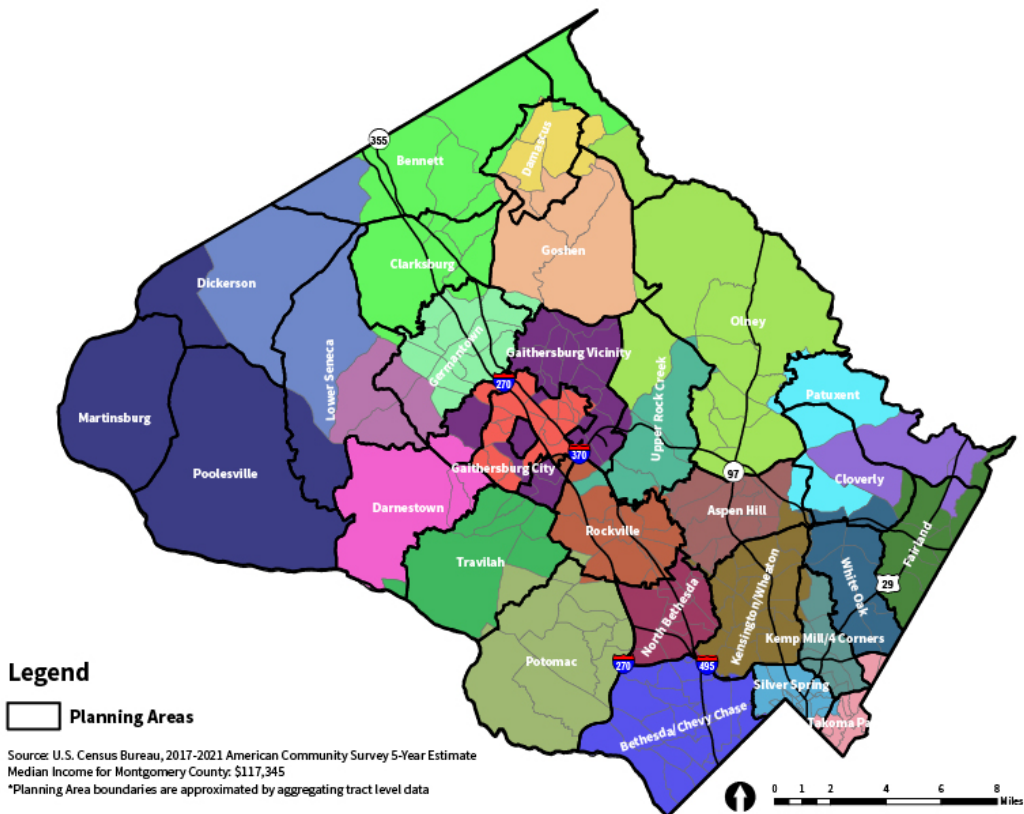 355
Bennett
Damascus
Goshen
Clarksburg
Dickerson
Olney
Germantown
Lower Seneca
Gaithersburg Vicinity
270
Upper Rock Creek
Patuxent
Martinsburg
Poolesville
Gaithersburg City
370
97
Cloverly
Darnestown
Aspen Hill
Rockville
Fairland
Travilah
White Oak
29
North Bethesda
Kensington/Wheaton
Kemp Mill/4 Corners
Potomac
270
495
Silver Spring
Bethesda/Chevy Chase
Takoma Pa
Legend
Planning Areas
Source: U.S. Census Bureau, 2017-2021 American Community Survey 5-Year Estimate
Median Income for Montgomery County: $117,345
*Planning Area boundaries are approximated by aggregating tract level data
0 1 2 4 6 8
Miles